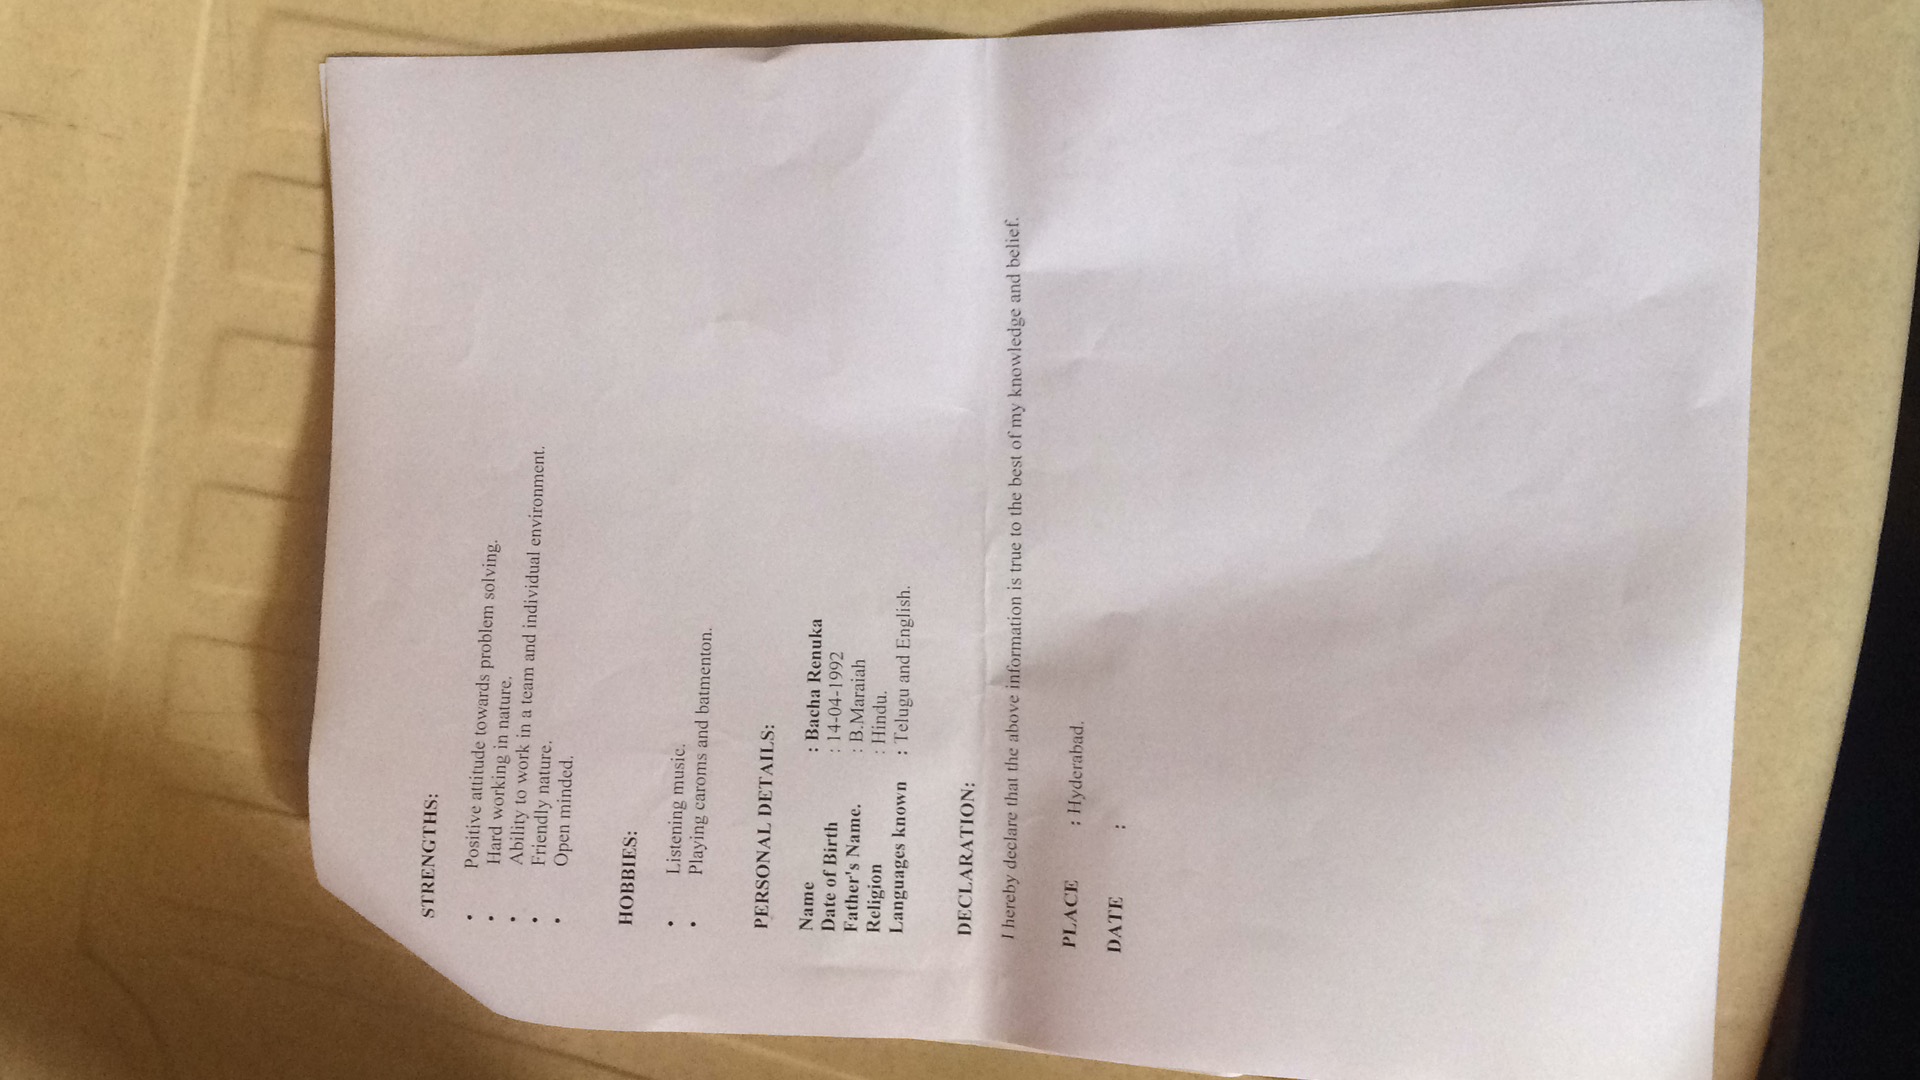 STRENGTHS:
• Positive attitude towards problem solving.
• Hard working in nature.
• Ability to work in a team and individual environment.
• Friendly nature.
• Open minded.
HOBBIES:
• Listening music.
• Playing caroms and batmenton.
PERSONAL DETAILS:
Name : Bacha Renuka
Date of Birth : 14-04-1992
Father's Name. : B.Maraiah
Religion : Hindu.
Languages known : Telugu and English.
DECLARATION:
I hereby declare that the above information is true to the best of my knowledge and belief.
PLACE : Hyderabad.
DATE :